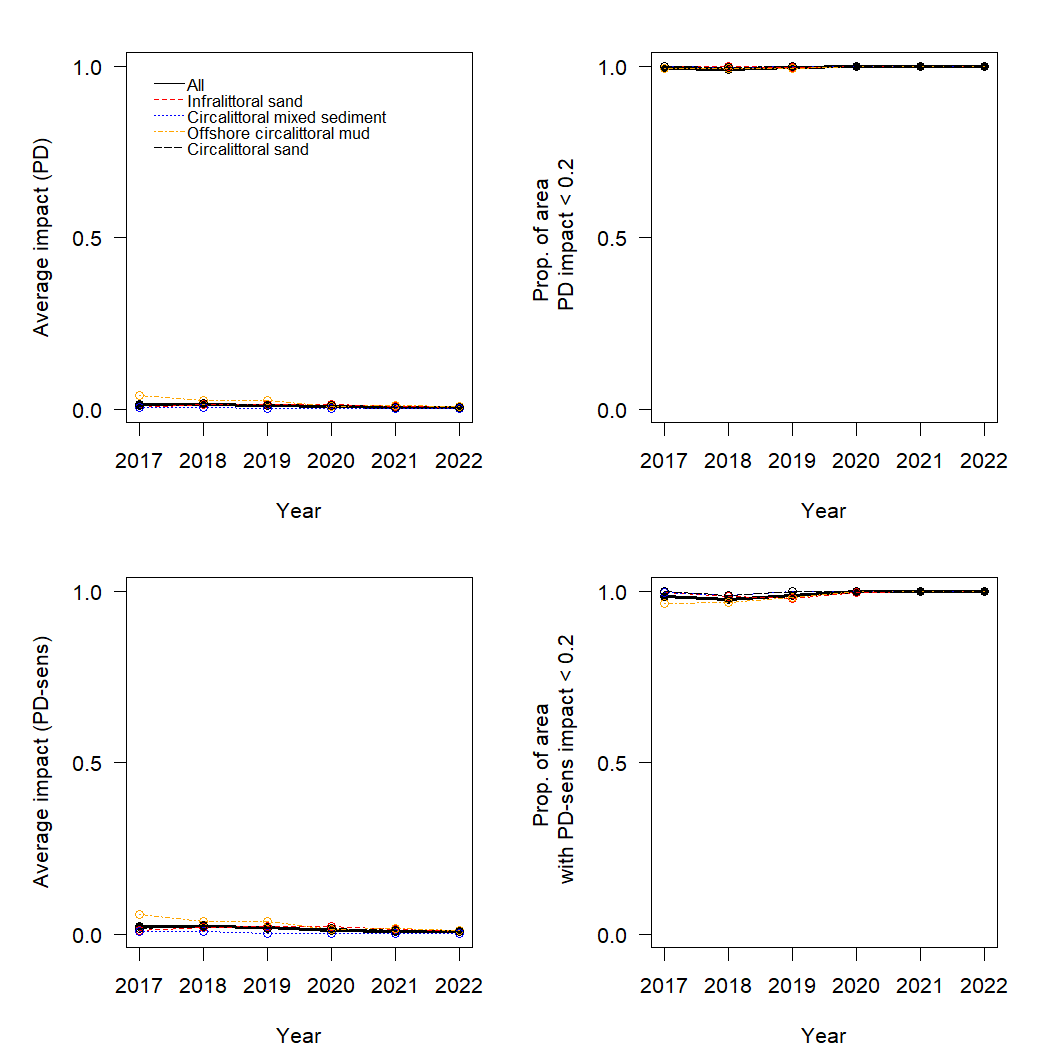 Average impact (PD)
1.0
0.5
0.0
All
Infralittoral sand
Circalittoral mixed sediment
Offshore circalittoral mud
Circalittoral sand
2017 2018 2019 2020 2021 2022
Year
Prop. of area
PD impact < 0.2
1.0
0.5
0.0
2017 2018 2019 2020 2021 2022
Year
Average impact (PD-sens)
1.0
0.5
0.0
2017 2018 2019 2020 2021 2022
Year
Prop. of area
with PD-sens impact < 0.2
1.0
0.5
0.0
2017 2018 2019 2020 2021 2022
Year